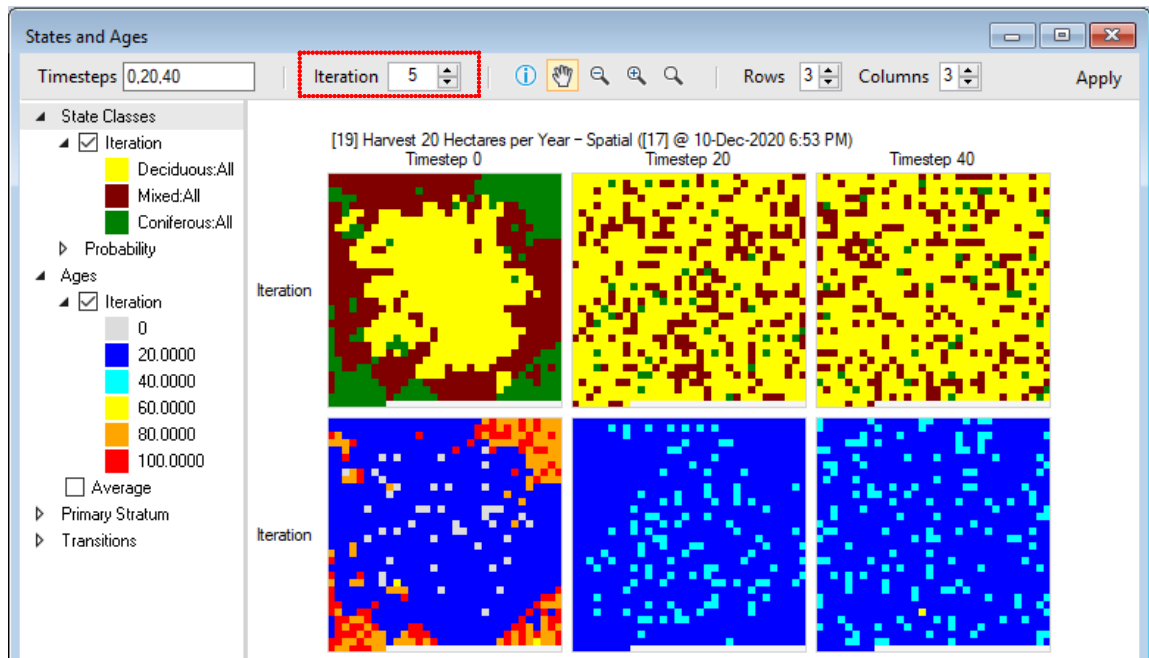 States and Ages
Timesteps 0,20,40 Iteration 5 Rows 3 Columns 3 Apply
State Classes
Iteration
Deciduous:All
Mixed:All
Coniferous:All
Probability
Ages
Iteration
0
20.0000
40.0000
60.0000
80.0000
100.0000
Average
Primary Stratum
Transitions
[19] Harvest 20 Hectares per Year – Spatial ([17] @ 10-Dec-2020 6:53 PM)
Timestep 0 Timestep 20 Timestep 40
Iteration
Iteration